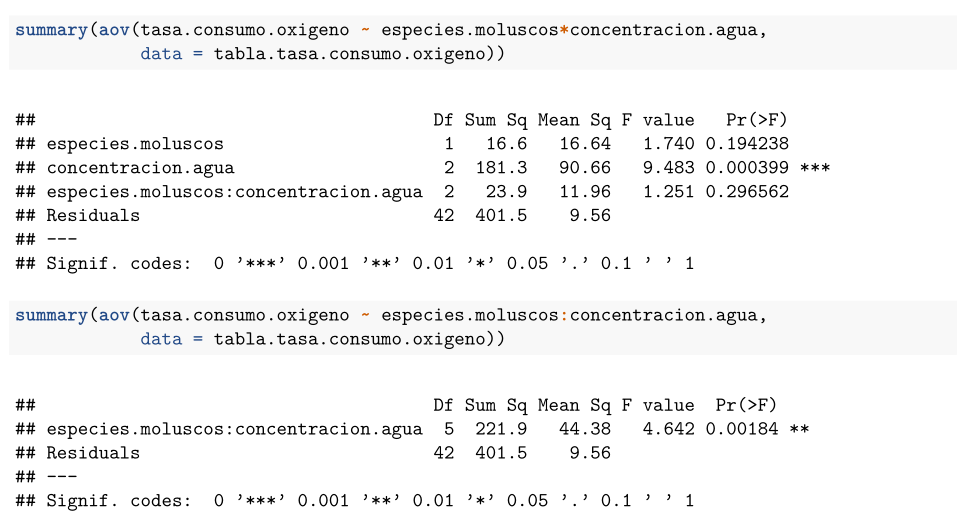 summary(aov(tasa.consumo.oxigeno ~ especies.moluscos*concentracion.agua,
            data = tabla.tasa.consumo.oxigeno))
##                                      Df Sum Sq Mean Sq F value   Pr(>F)
## especies.moluscos                     1   16.6   16.64   1.740 0.194238
## concentracion.agua                    2  181.3   90.66   9.483 0.000399 ***
## especies.moluscos:concentracion.agua  2   23.9   11.96   1.251 0.296562
## Residuals                            42  401.5    9.56
## ---
## Signif. codes:  0 ’***’ 0.001 ’**’ 0.01 ’*’ 0.05 ’.’ 0.1 ’ ’ 1
summary(aov(tasa.consumo.oxigeno ~ especies.moluscos:concentracion.agua,
            data = tabla.tasa.consumo.oxigeno))
##                                      Df Sum Sq Mean Sq F value  Pr(>F)
## especies.moluscos:concentracion.agua  5  221.9   44.38   4.642 0.00184 **
## Residuals                            42  401.5    9.56
## ---
## Signif. codes:  0 ’***’ 0.001 ’**’ 0.01 ’*’ 0.05 ’.’ 0.1 ’ ’ 1